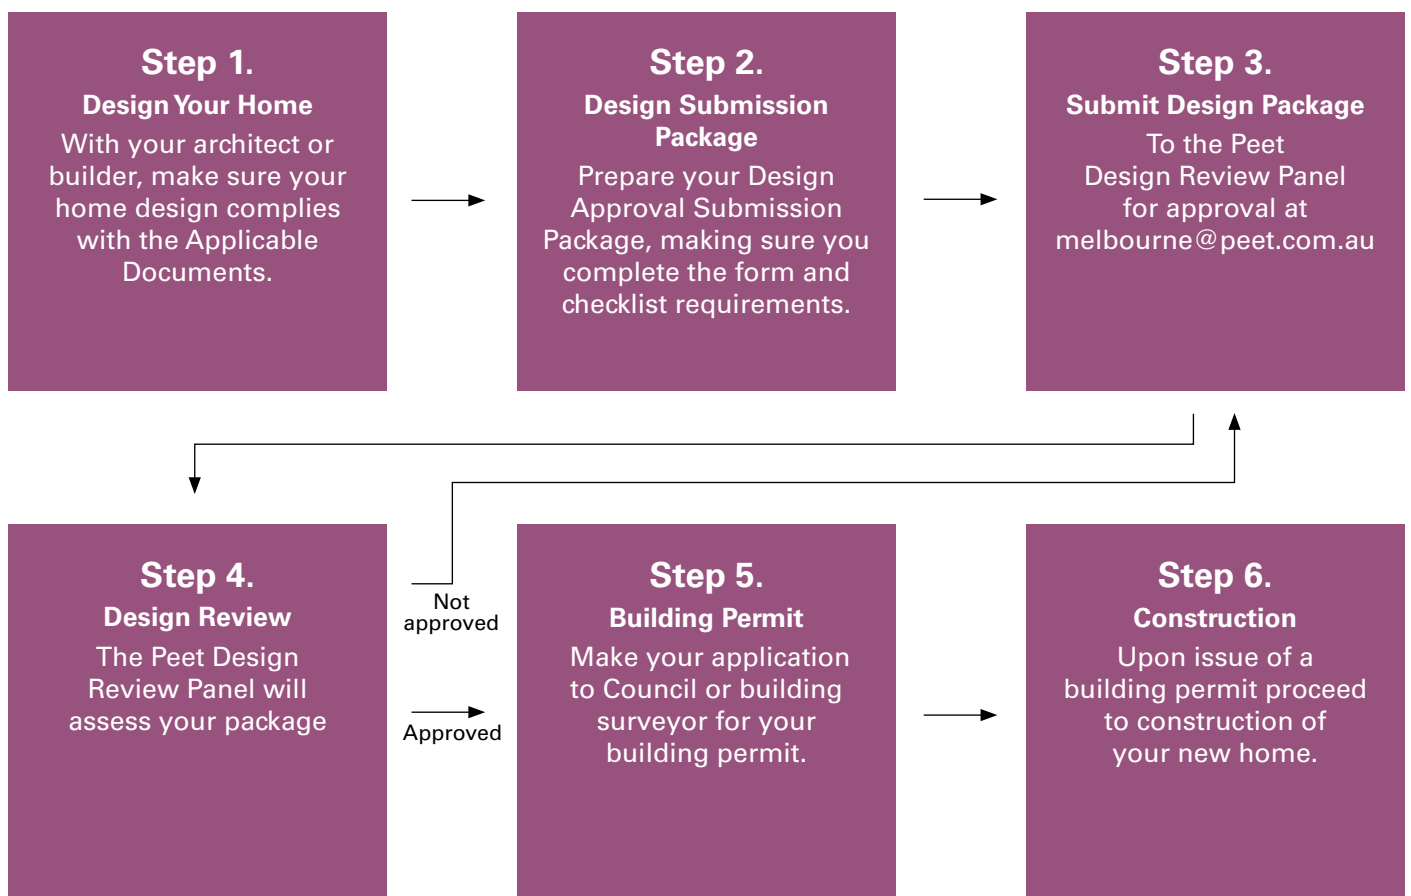 Step 1.
Design Your Home
With your architect or
builder, make sure your
home design complies
with the Applicable
Documents.
Step 2.
Design Submission
Package
Prepare your Design
Approval Submission
Package, making sure you
complete the form and
checklist requirements.
Step 3.
Submit Design Package
To the Peet
Design Review Panel
for approval at
melbourne@peet.com.au
Step 4.
Design Review
The Peet Design
Review Panel will
assess your package
Not
approved
Approved
Step 5.
Building Permit
Make your application
to Council or building
surveyor for your
building permit.
Step 6.
Construction
Upon issue of a
building permit proceed
to construction of
your new home.